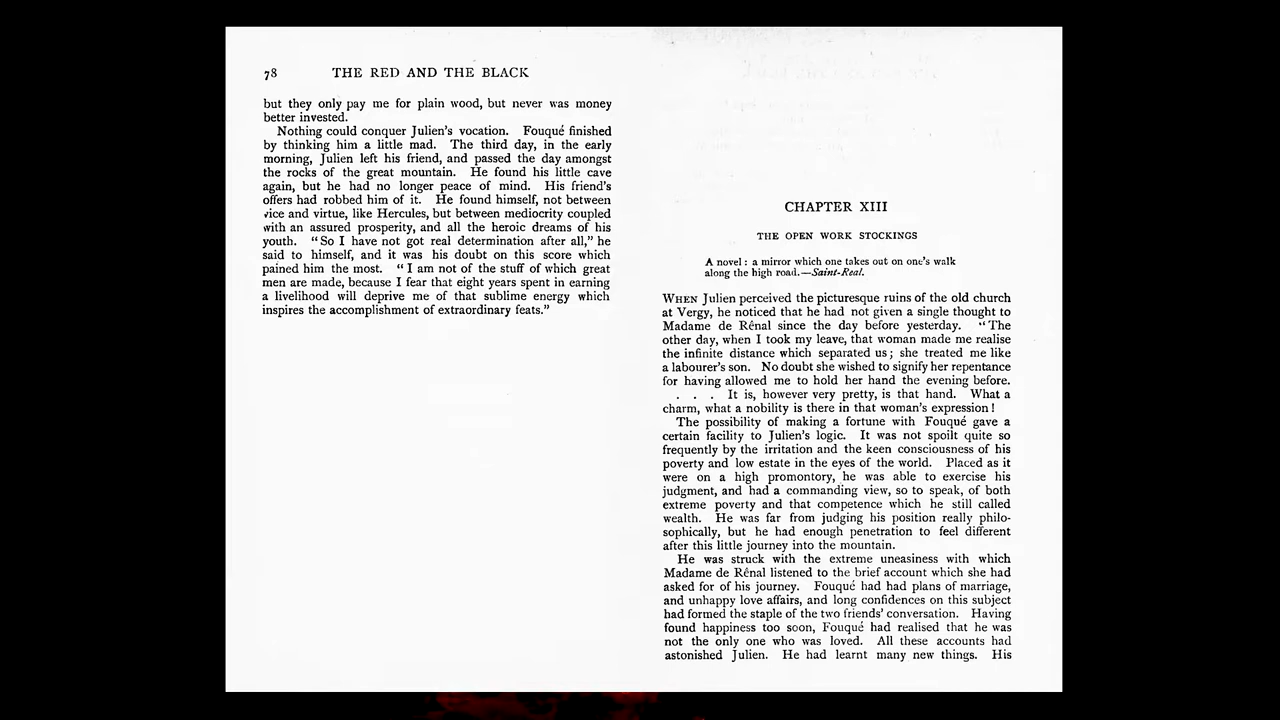 78 THE RED AND THE BLACK
but they only pay me for plain wood, but never was money
better invested.
Nothing could conquer Julien's vocation. Fouqué finished
by thinking him a little mad. The third day, in the early
morning, Julien left his friend, and passed the day amongst
the rocks of the great mountain. He found his little cave
again, but he had no longer peace of mind. His friend's
offers had robbed him of it. He found himself, not between
vice and virtue, like Hercules, but between mediocrity coupled
with an assured prosperity, and all the heroic dreams of his
youth. "So I have not got real determination after all," he
said to himself, and it was his doubt on this score which
pained him the most. "I am not of the stuff of which great
men are made, because I fear that eight years spent in earning
a livelihood will deprive me of that sublime energy which
inspires the accomplishment of extraordinary feats."
CHAPTER XIII
THE OPEN WORK STOCKINGS
A novel : a mirror which one takes out on one's walk
along the high road.—Saint-Real.
WHEN Julien perceived the picturesque ruins of the old church
at Vergy, he noticed that he had not given a single thought to
Madame de Rênal since the day before yesterday. "The
other day, when I took my leave, that woman made me realise
the infinite distance which separated us; she treated me like
a labourer's son. No doubt she wished to signify her repentance
for having allowed me to hold her hand the evening before.
. . . It is, however very pretty, is that hand. What a
charm, what a nobility is there in that woman's expression!
The possibility of making a fortune with Fouqué gave a
certain facility to Julien's logic. It was not spoilt quite so
frequently by the irritation and the keen consciousness of his
poverty and low estate in the eyes of the world. Placed as it
were on a high promontory, he was able to exercise his
judgment, and had a commanding view, so to speak, of both
extreme poverty and that competence which he still called
wealth. He was far from judging his position really philo-
sophically, but he had enough penetration to feel different
after this little journey into the mountain.
He was struck with the extreme uneasiness with which
Madame de Rênal listened to the brief account which she had
asked for of his journey. Fouqué had had plans of marriage,
and unhappy love affairs, and long confidences on this subject
had formed the staple of the two friends' conversation. Having
found happiness too soon, Fouqué had realised that he was
not the only one who was loved. All these accounts had
astonished Julien. He had learnt many new things. His